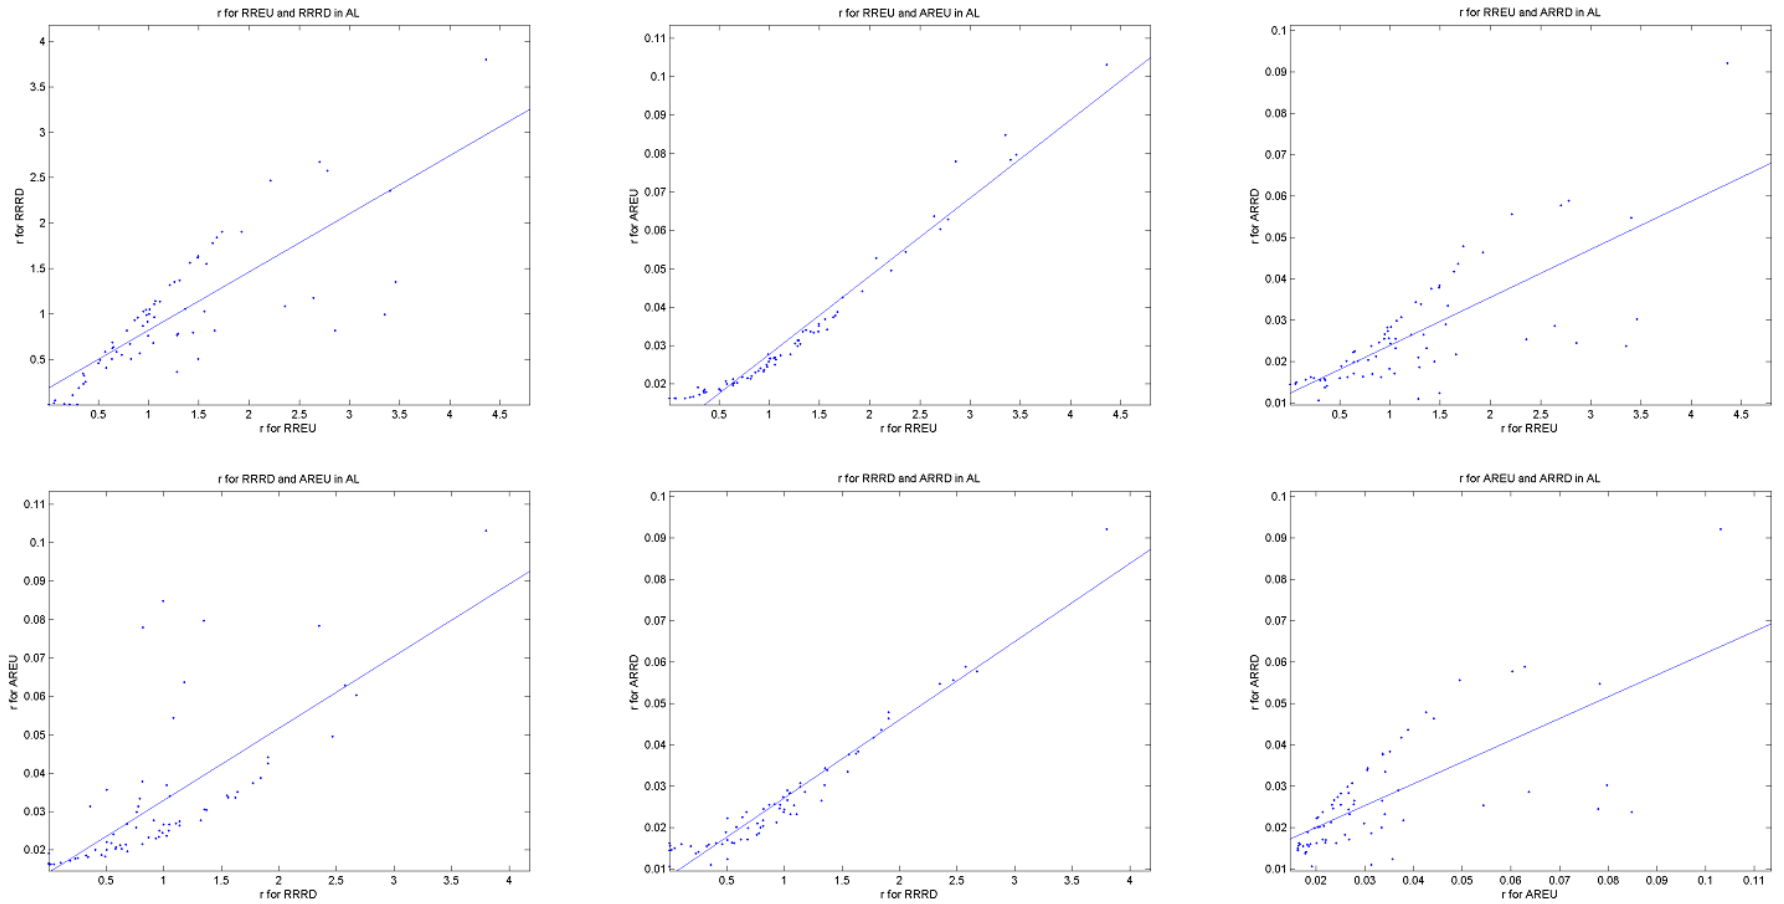 r for RREU and RRRD in AL
4
3.5
3
2.5
2
1.5
1
0.5
r for RRRD
0.5 1 1.5 2 2.5 3 3.5 4 4.5
r for RREU
r for RREU and AREU in AL
0.11
0.1
0.09
0.08
0.07
0.06
0.05
0.04
0.03
0.02
r for AREU
0.5 1 1.5 2 2.5 3 3.5 4 4.5
r for RREU
r for RREU and ARRD in AL
0.1
0.09
0.08
0.07
0.06
0.05
0.04
0.03
0.02
0.01
r for ARRD
0.5 1 1.5 2 2.5 3 3.5 4 4.5
r for RREU
r for RRRD and AREU in AL
0.11
0.1
0.09
0.08
0.07
0.06
0.05
0.04
0.03
0.02
r for AREU
0.5 1 1.5 2 2.5 3 3.5 4
r for RRRD
r for RRRD and ARRD in AL
0.1
0.09
0.08
0.07
0.06
0.05
0.04
0.03
0.02
0.01
r for ARRD
0.5 1 1.5 2 2.5 3 3.5 4
r for RRRD
r for AREU and ARRD in AL
0.1
0.09
0.08
0.07
0.06
0.05
0.04
0.03
0.02
0.01
r for ARRD
0.02 0.03 0.04 0.05 0.06 0.07 0.08 0.09 0.1 0.11
r for AREU